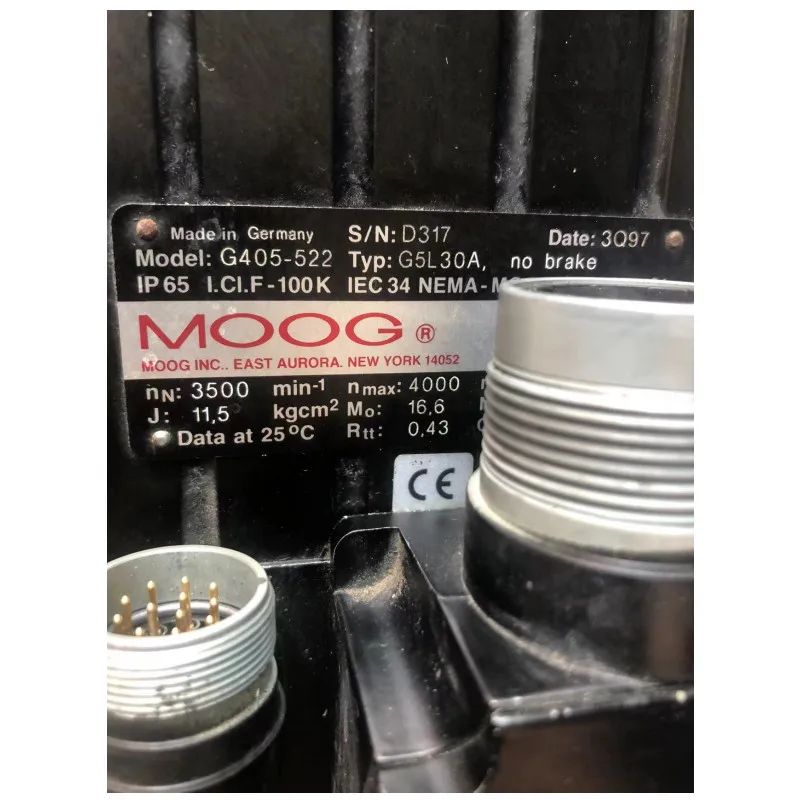 Made in Germany S/N: D317 Date: 3Q97
Model: G405-522 Typ: G5L30A, no brake
IP65 I.Cl.F-100K IEC 34 NEMA-
MOOG ®
MOOG INC.. EAST AURORA. NEW YORK 14052
nN: 3500 min-1 nmax: 4000
J: 11,5 kgcm2 Mo: 16,6
Data at 25°C Rtt: 0,43
CE